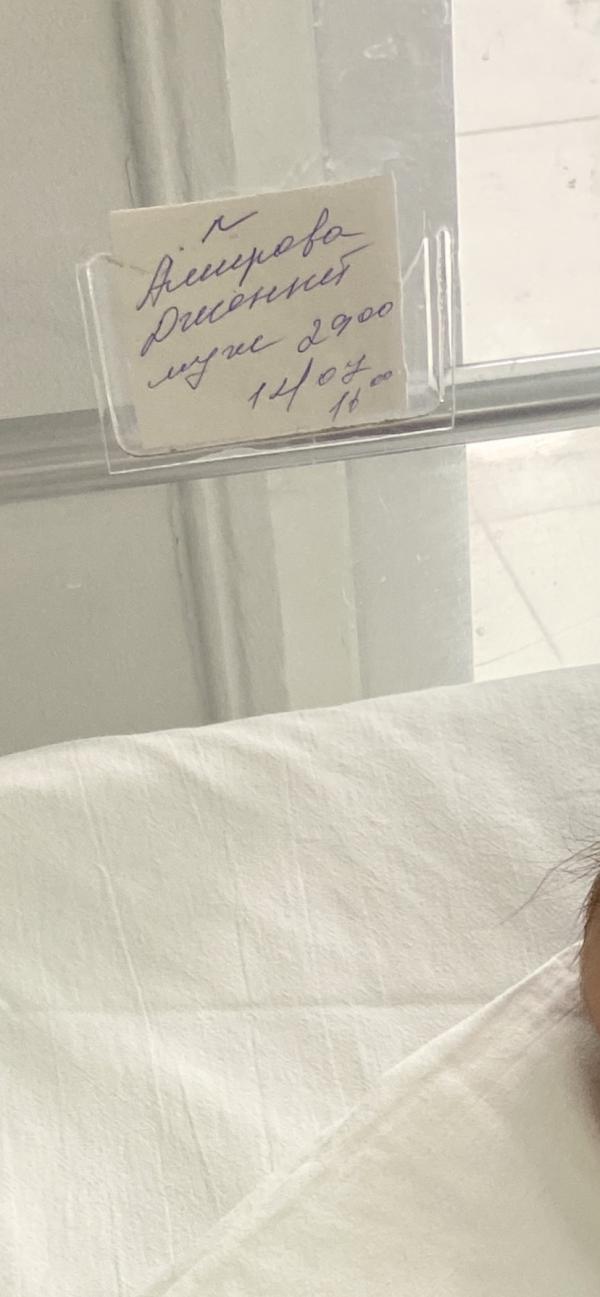 Амирова
Дженнет
муж 2900
14/07
16⁰⁰